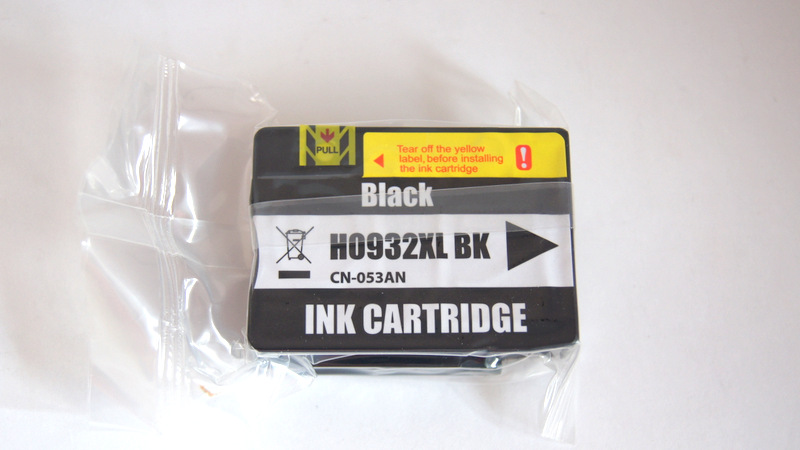 PULL
Tear off the yellow
label, before installing
the ink cartridge
!
Black
H0932XL BK
CN-053AN
INK CARTRIDGE